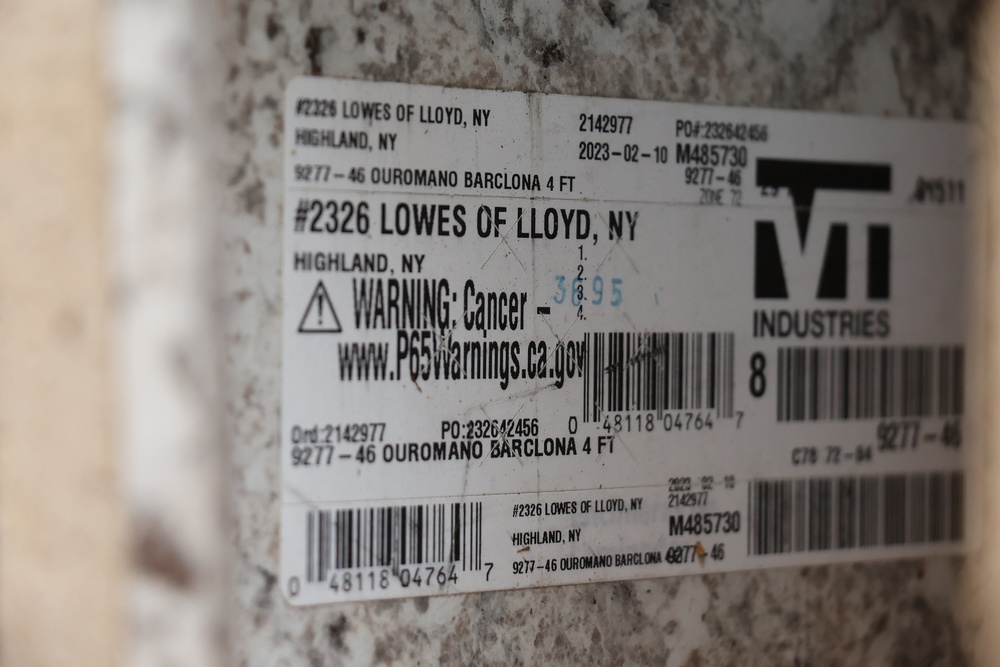 #2326 LOWES OF LLOYD, NY
HIGHLAND, NY
2142977
PO#:232642456
2023-02-10 M485730
9277-46 OUROMANO BARCLONA 4 FT
9277-46
ZONE 72
#2326 LOWES OF LLOYD, NY
HIGHLAND, NY
WARNING: Cancer -
www.P65Warnings.ca.gov
1.
2.
3.
4.
3695
VT
INDUSTRIES
8
0 48118 04764 7
Ord:2142977
PO:232642456
9277-46 OUROMANO BARCLONA 4 FT
9277-46
C78 72-84
2023-02-10
#2326 LOWES OF LLOYD, NY
2142977
HIGHLAND, NY
M485730
9277-46 OUROMANO BARCLONA
9277-46
0 48118 04764 7